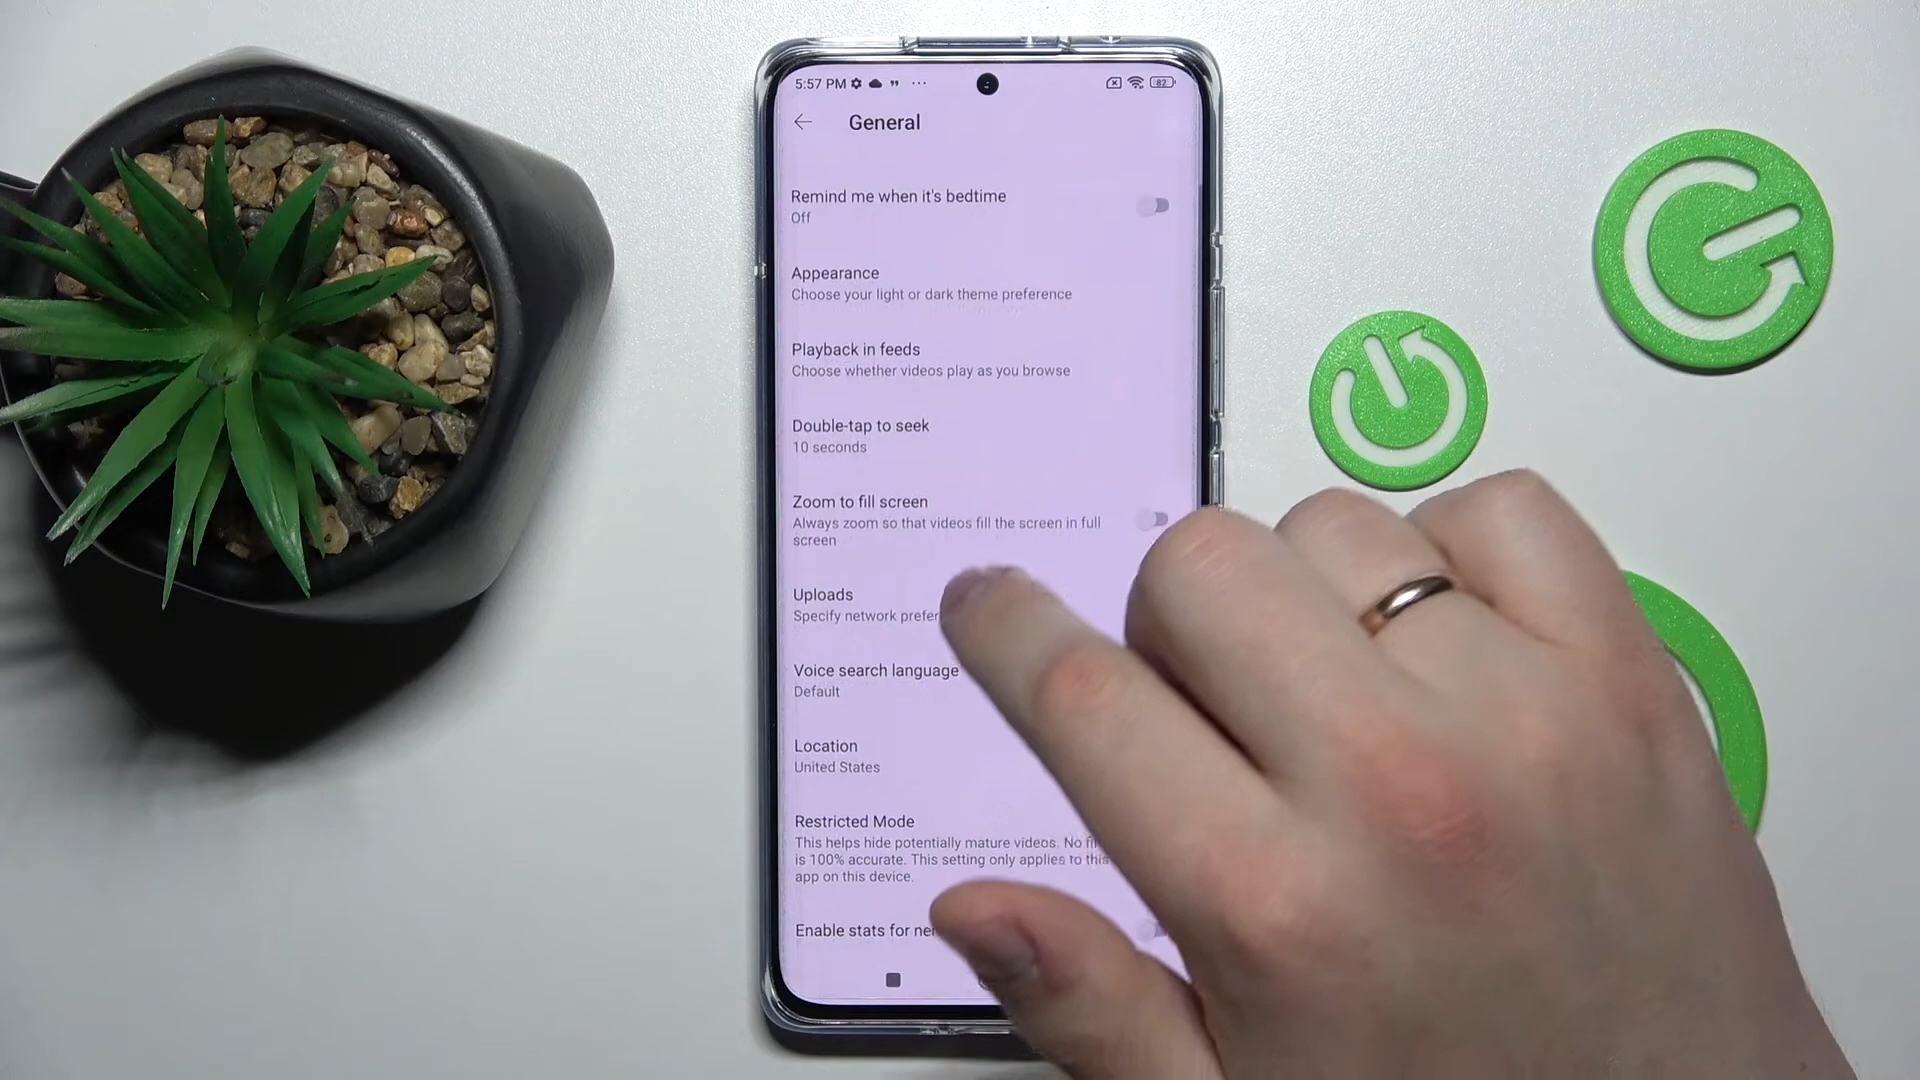 5:57 PM
82
General
Remind me when it's bedtime
Off
Appearance
Choose your light or dark theme preference
Playback in feeds
Choose whether videos play as you browse
Double-tap to seek
10 seconds
Zoom to fill screen
Always zoom so that videos fill the screen in full
screen
Uploads
Specify network
Voice search language
Default
Location
United States
Restricted Mode
This helps hide potentially mature videos. No
is 100% accurate. This setting only applies to this
app on this device.
Enable stats for